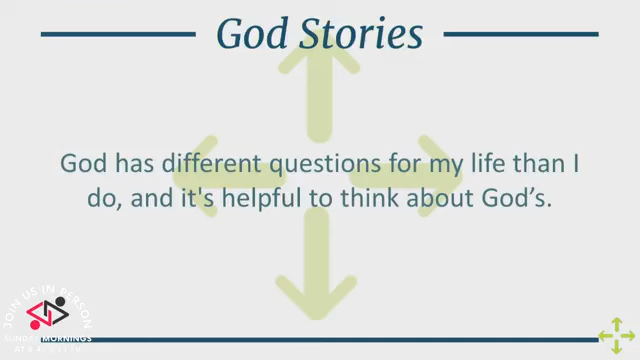 God Stories
God has different questions for my life than I
do, and it's helpful to think about God's.
JOIN US IN PERSON
SUNDAY MORNINGS